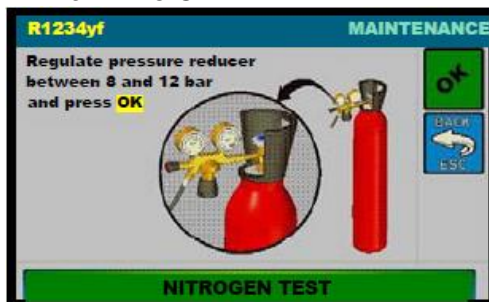 R1234yf MAINTENANCE
Regulate pressure reducer
between 8 and 12 bar
and press OK
OK
BACK
ESC
NITROGEN TEST